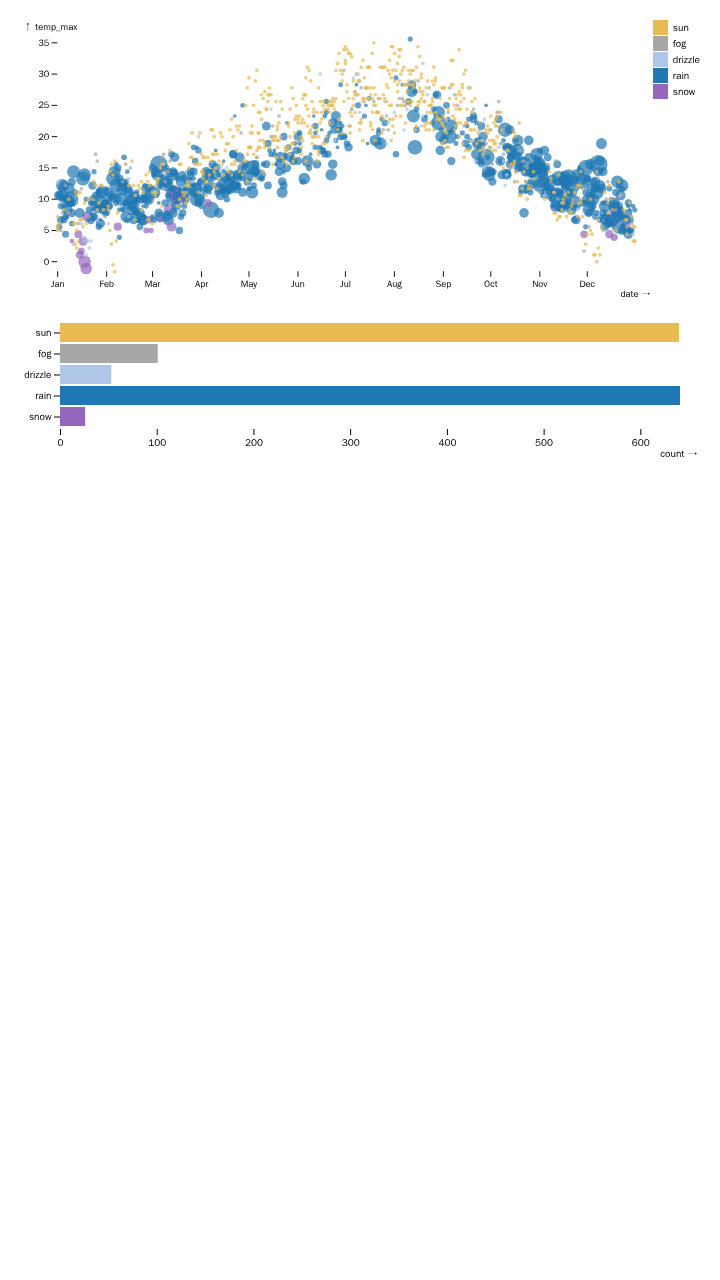 ↑ temp_max
35
30
25
20
15
10
5
0
Jan Feb Mar Apr May Jun Jul Aug Sep Oct Nov Dec
date →
sun
fog
drizzle
rain
snow
sun
fog
drizzle
rain
snow
0 100 200 300 400 500 600
count →